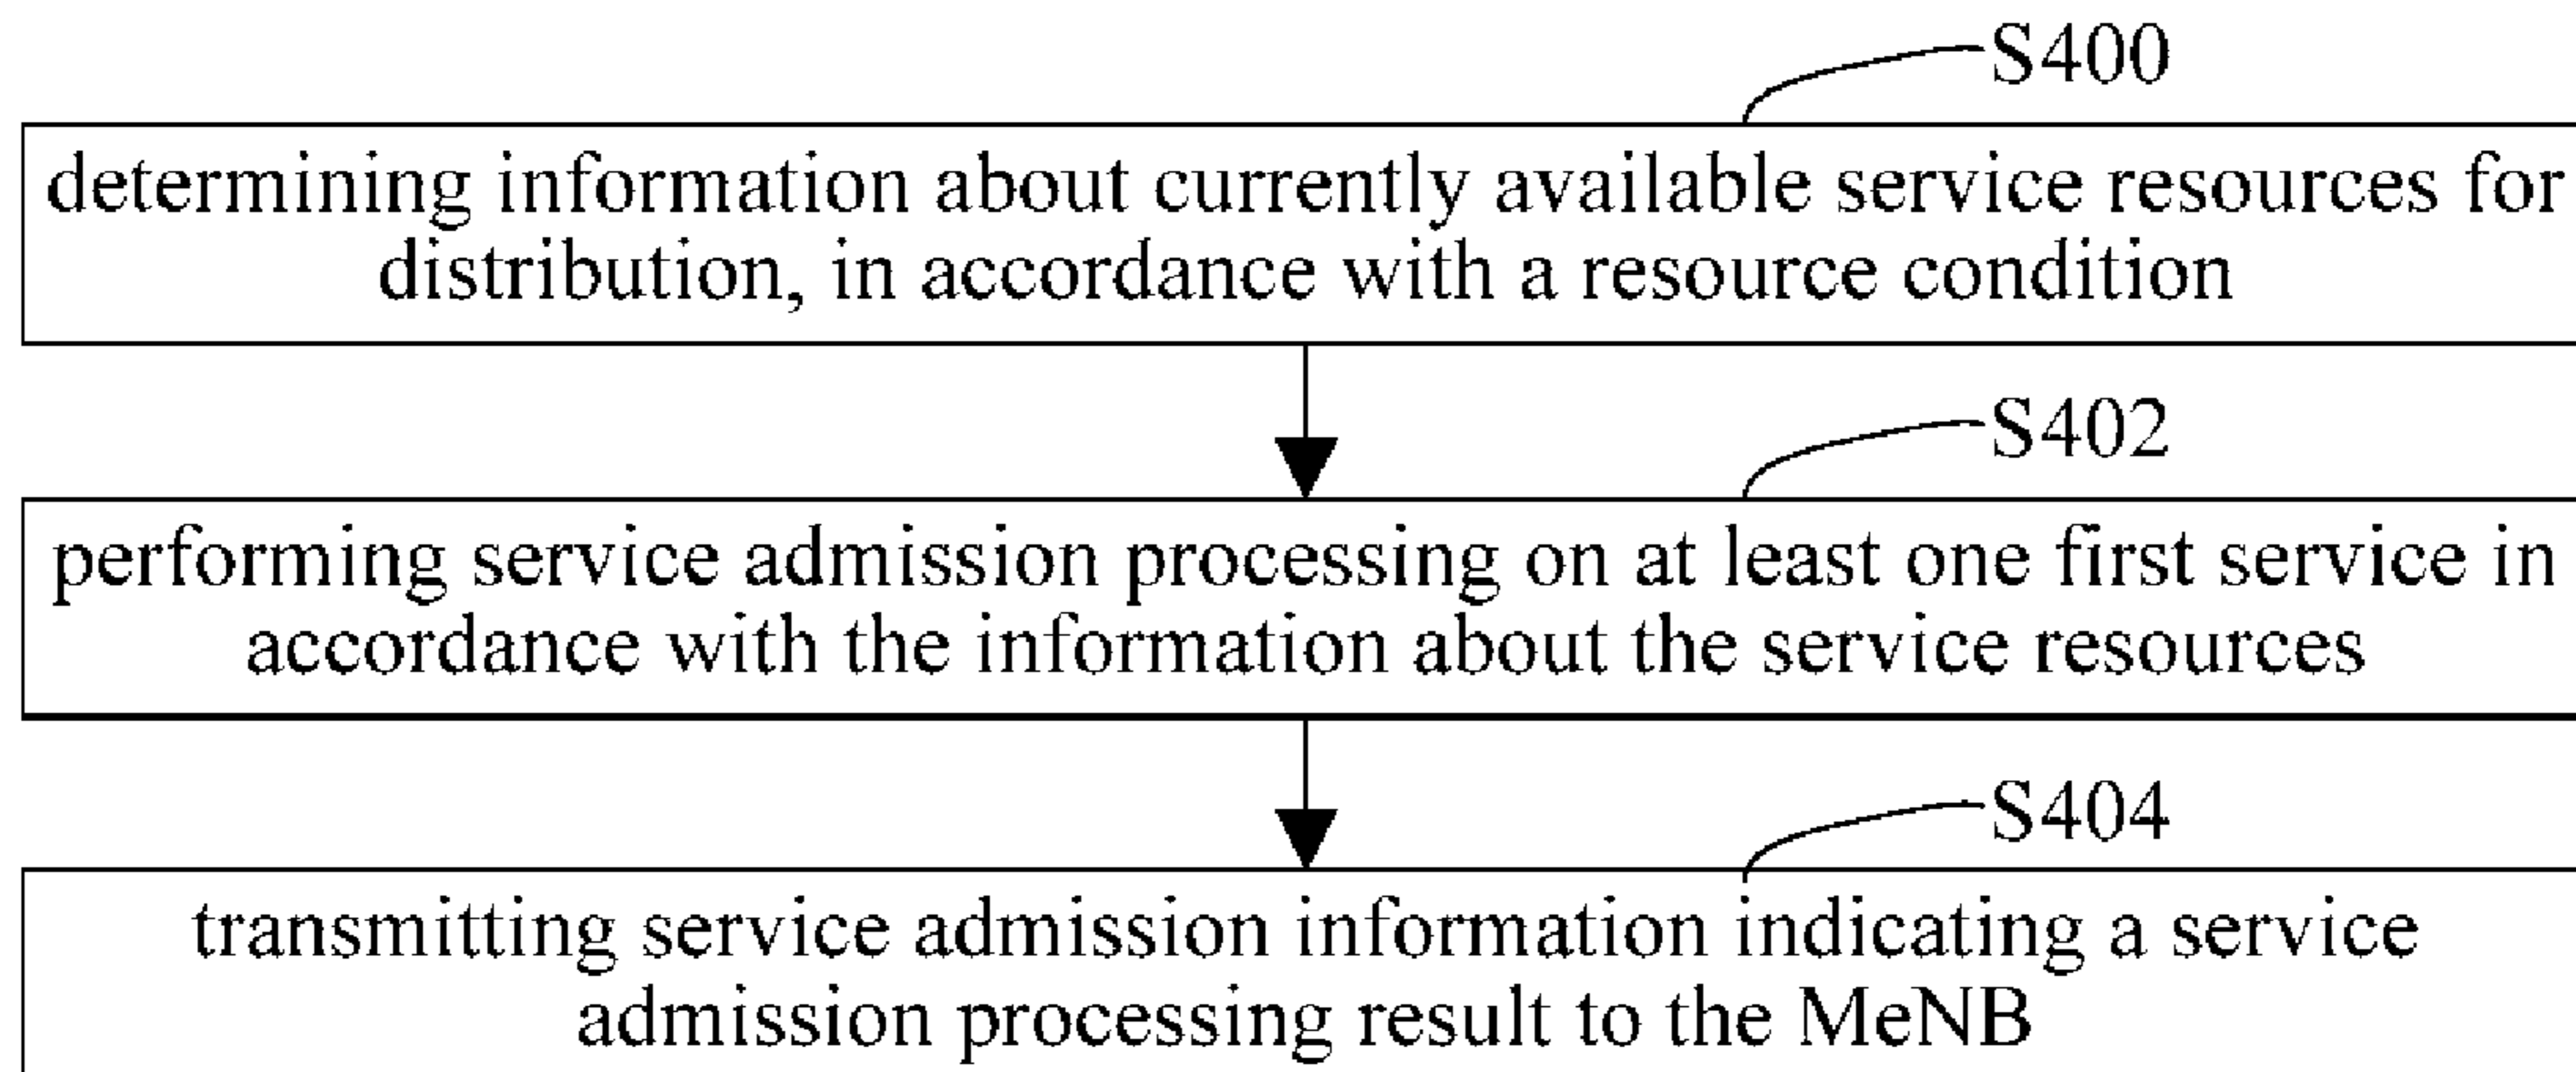 S400
determining information about currently available service resources for
distribution, in accordance with a resource condition
S402
performing service admission processing on at least one first service in
accordance with the information about the service resources
S404
transmitting service admission information indicating a service
admission processing result to the MeNB